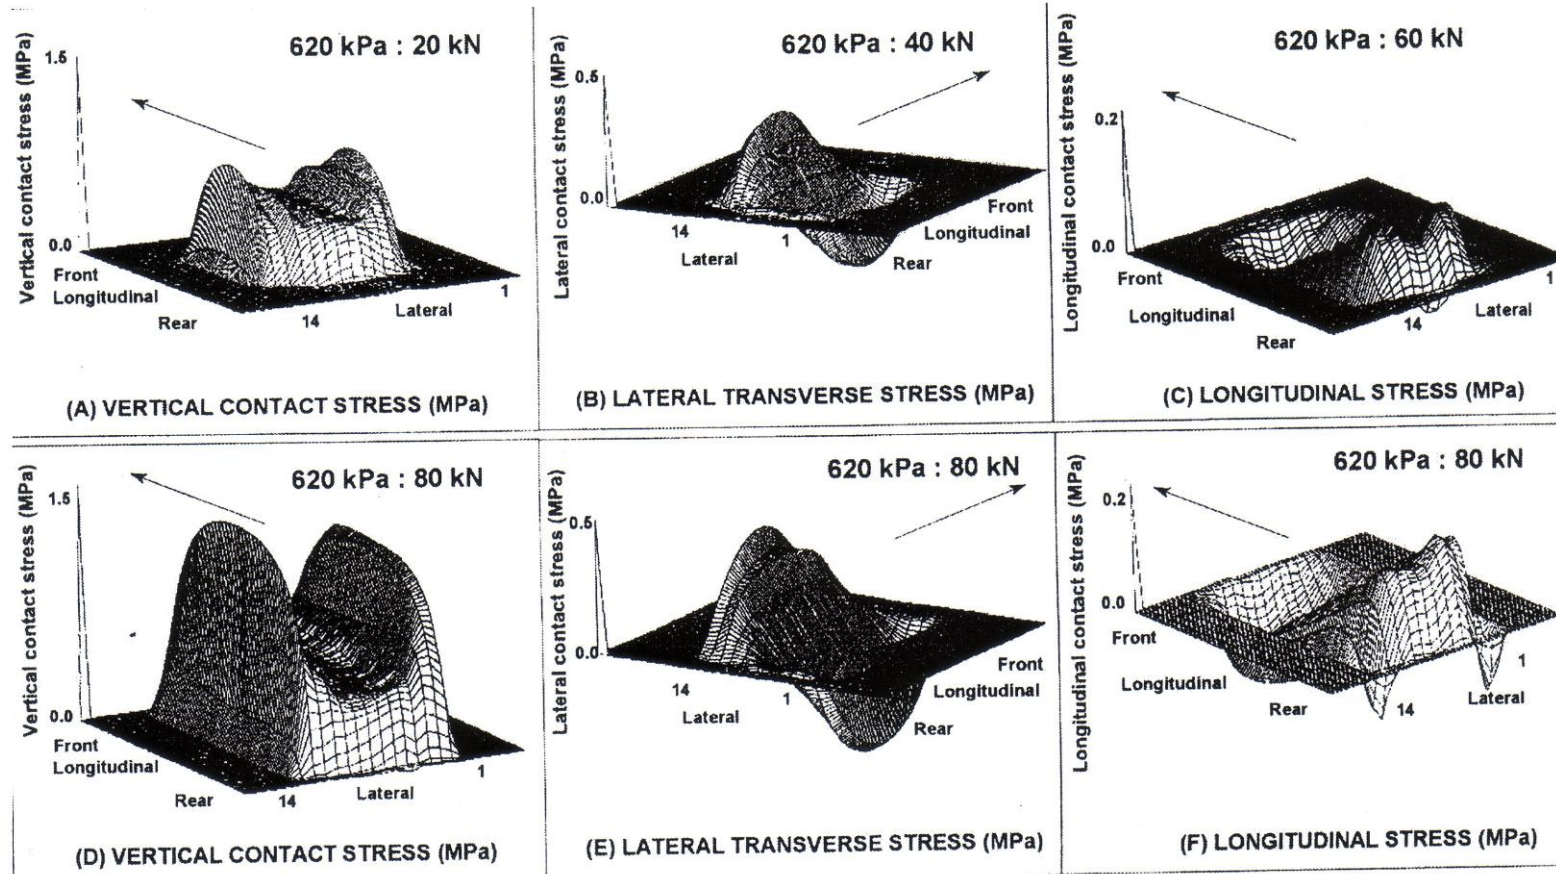 620 kPa : 20 kN
Vertical contact stress (MPa)
1.5
0.0
Front
Longitudinal
Rear
14
Lateral
1
(A) VERTICAL CONTACT STRESS (MPa)
620 kPa : 40 kN
Lateral contact stress (MPa)
0.5
0.0
14
Lateral
1
Front
Longitudinal
Rear
(B) LATERAL TRANSVERSE STRESS (MPa)
620 kPa : 60 kN
Longitudinal contact stress (MPa)
0.2
0.0
Front
Longitudinal
Rear
14
Lateral
1
(C) LONGITUDINAL STRESS (MPa)
620 kPa : 80 kN
Vertical contact stress (MPa)
1.5
0.0
Front
Longitudinal
Rear
14
Lateral
1
(D) VERTICAL CONTACT STRESS (MPa)
620 kPa : 80 kN
Lateral contact stress (MPa)
0.5
0.0
14
Lateral
1
Front
Longitudinal
Rear
(E) LATERAL TRANSVERSE STRESS (MPa)
620 kPa : 80 kN
Longitudinal contact stress (MPa)
0.2
0.0
Front
Longitudinal
Rear
14
Lateral
1
(F) LONGITUDINAL STRESS (MPa)